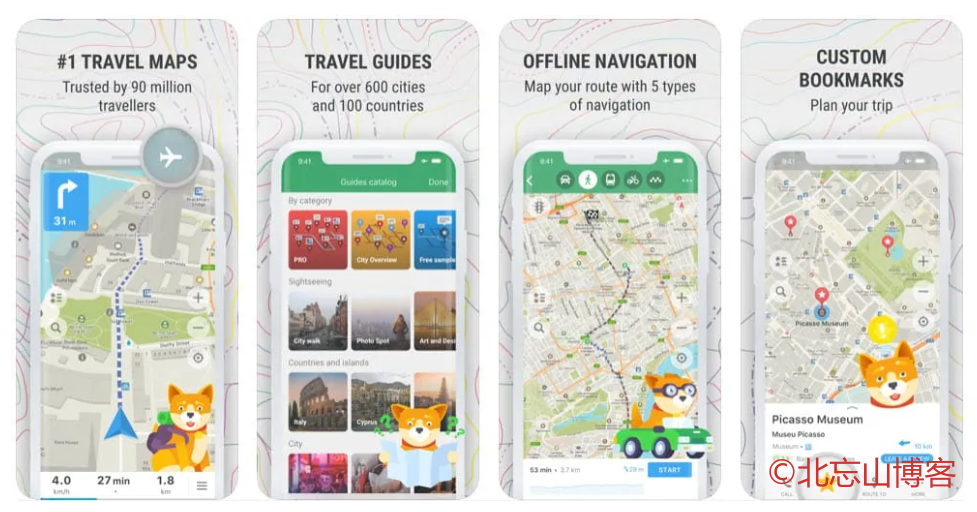 #1 TRAVEL MAPS
Trusted by 90 million
travellers
9:41
31 m
4.0
km/h
27 min
1.8
km
TRAVEL GUIDES
For over 600 cities
and 100 countries
9:41
Guides catalog
Done
By category
PRO
City Overview
Free sample
Sightseeing
City walk
Photo Spot
Art and Des
Countries and islands
Italy
Cyprus
City
OFFLINE NAVIGATION
Map your route with 5 types
of navigation
9:41
53 min • 3.7 km
START
CUSTOM
BOOKMARKS
Plan your trip
9:41
Picasso Museum
Picasso Museum
Museu Picasso
Museum
10 km
CALL
ROUTE TO
MORE
©北忘山博客